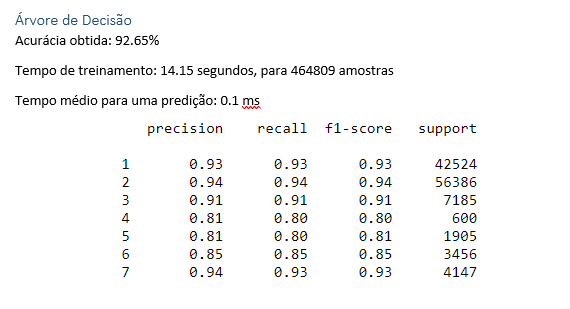 Árvore de Decisão
Acurácia obtida: 92.65%
Tempo de treinamento: 14.15 segundos, para 464809 amostras
Tempo médio para uma predição: 0.1 ms
precision recall f1-score support
1 0.93 0.93 0.93 42524
2 0.94 0.94 0.94 56386
3 0.91 0.91 0.91 7185
4 0.81 0.80 0.80 600
5 0.81 0.80 0.81 1905
6 0.85 0.85 0.85 3456
7 0.94 0.93 0.93 4147